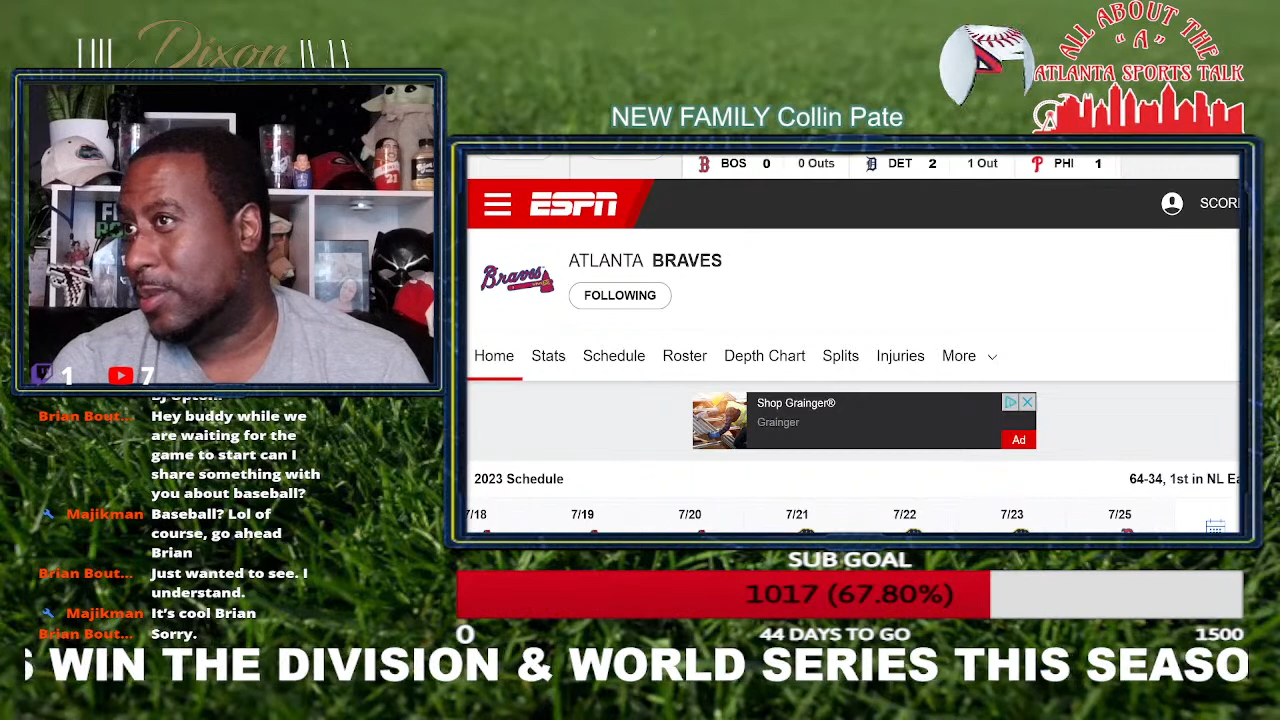 Dixon
ALL ABOUT THE
"A"
ATLANTA SPORTS TALK
NEW FAMILY Collin Pate
BOS 0 0 Outs DET 2 1 Out PHI 1
ESPN
SCOR
ATLANTA BRAVES
Braves
FOLLOWING
Home Stats Schedule Roster Depth Chart Splits Injuries More
Shop Grainger®
Grainger
Ad
2023 Schedule 64-34, 1st in NL Ea
7/18 7/19 7/20 7/21 7/22 7/23 7/25
21
1 7
Brian Bout... Hey buddy while we
are waiting for the
game to start can I
share something with
you about baseball?
Majikman Baseball? Lol of
course, go ahead
Brian
Brian Bout... Just wanted to see. I
understand.
Majikman It's cool Brian
Brian Bout... Sorry.
SUB GOAL
1017 (67.80%)
0 44 DAYS TO GO 1500
S WIN THE DIVISION & WORLD SERIES THIS SEASO